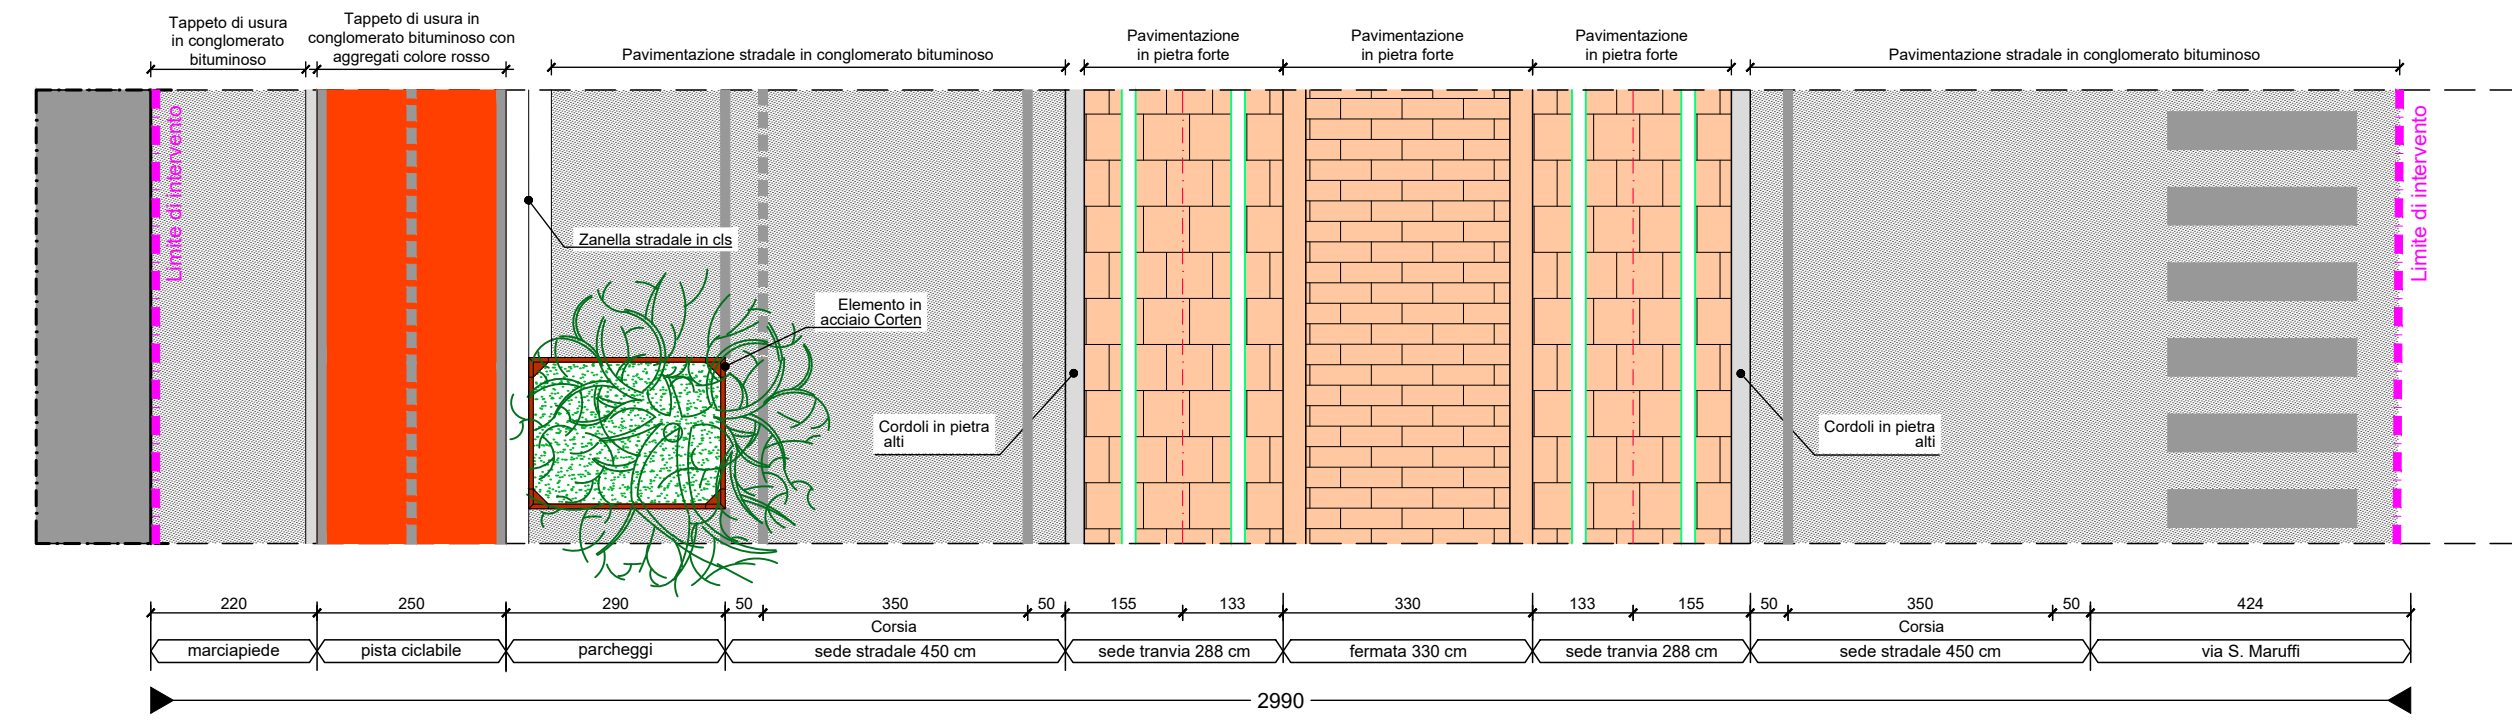 Tappeto di usura
in conglomerato
bituminoso
Tappeto di usura in
conglomerato bituminoso con
aggregati colore rosso
Pavimentazione stradale in conglomerato bituminoso
Pavimentazione
in pietra forte
Pavimentazione
in pietra forte
Pavimentazione
in pietra forte
Pavimentazione stradale in conglomerato bituminoso
Limite di intervento
Zanella stradale in cls
Elemento in
acciaio Corten
Cordoli in pietra
alti
Cordoli in pietra
alti
Limite di intervento
220
250
290
50
350
50
155
133
330
133
155
50
350
50
424
Corsia
Corsia
marciapiede
pista ciclabile
parcheggi
sede stradale 450 cm
sede tranvia 288 cm
fermata 330 cm
sede tranvia 288 cm
sede stradale 450 cm
via S. Maruffi
2990